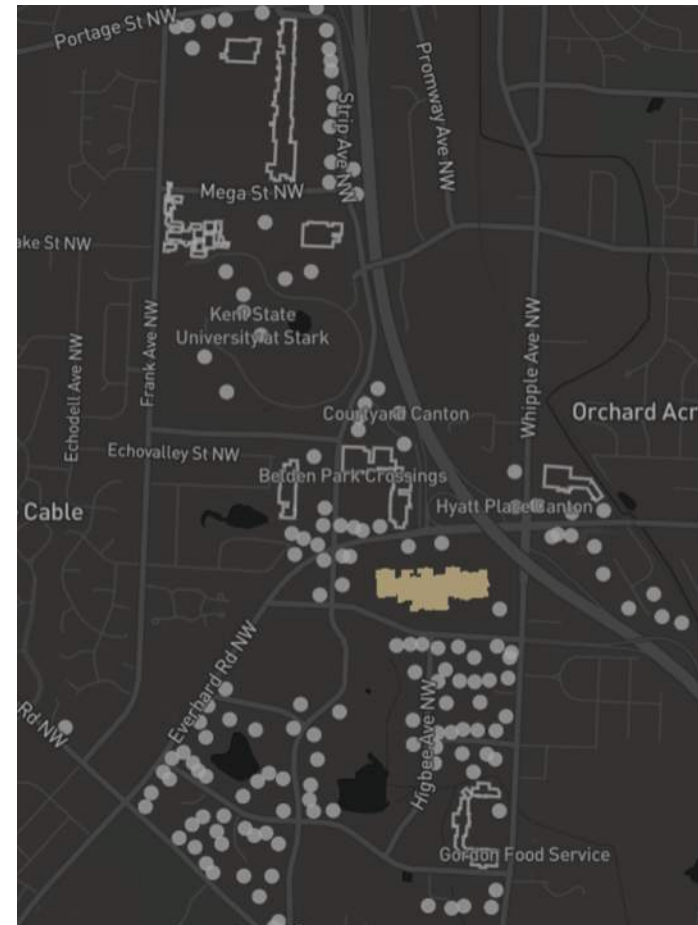 Portage St NW
Promway Ave NW
Strip Ave NW
Mega St NW
ake St NW
Kent State
University at Stark
Whipple Ave NW
Frank Ave NW
Echodell Ave NW
Courtyard Canton
Orchard Acr
Echovalley St NW
Belden Park Crossings
Cable
Hyatt Place Canton
Everhard Rd NW
Rd NW
Higbee Ave NW
Gordon Food Service